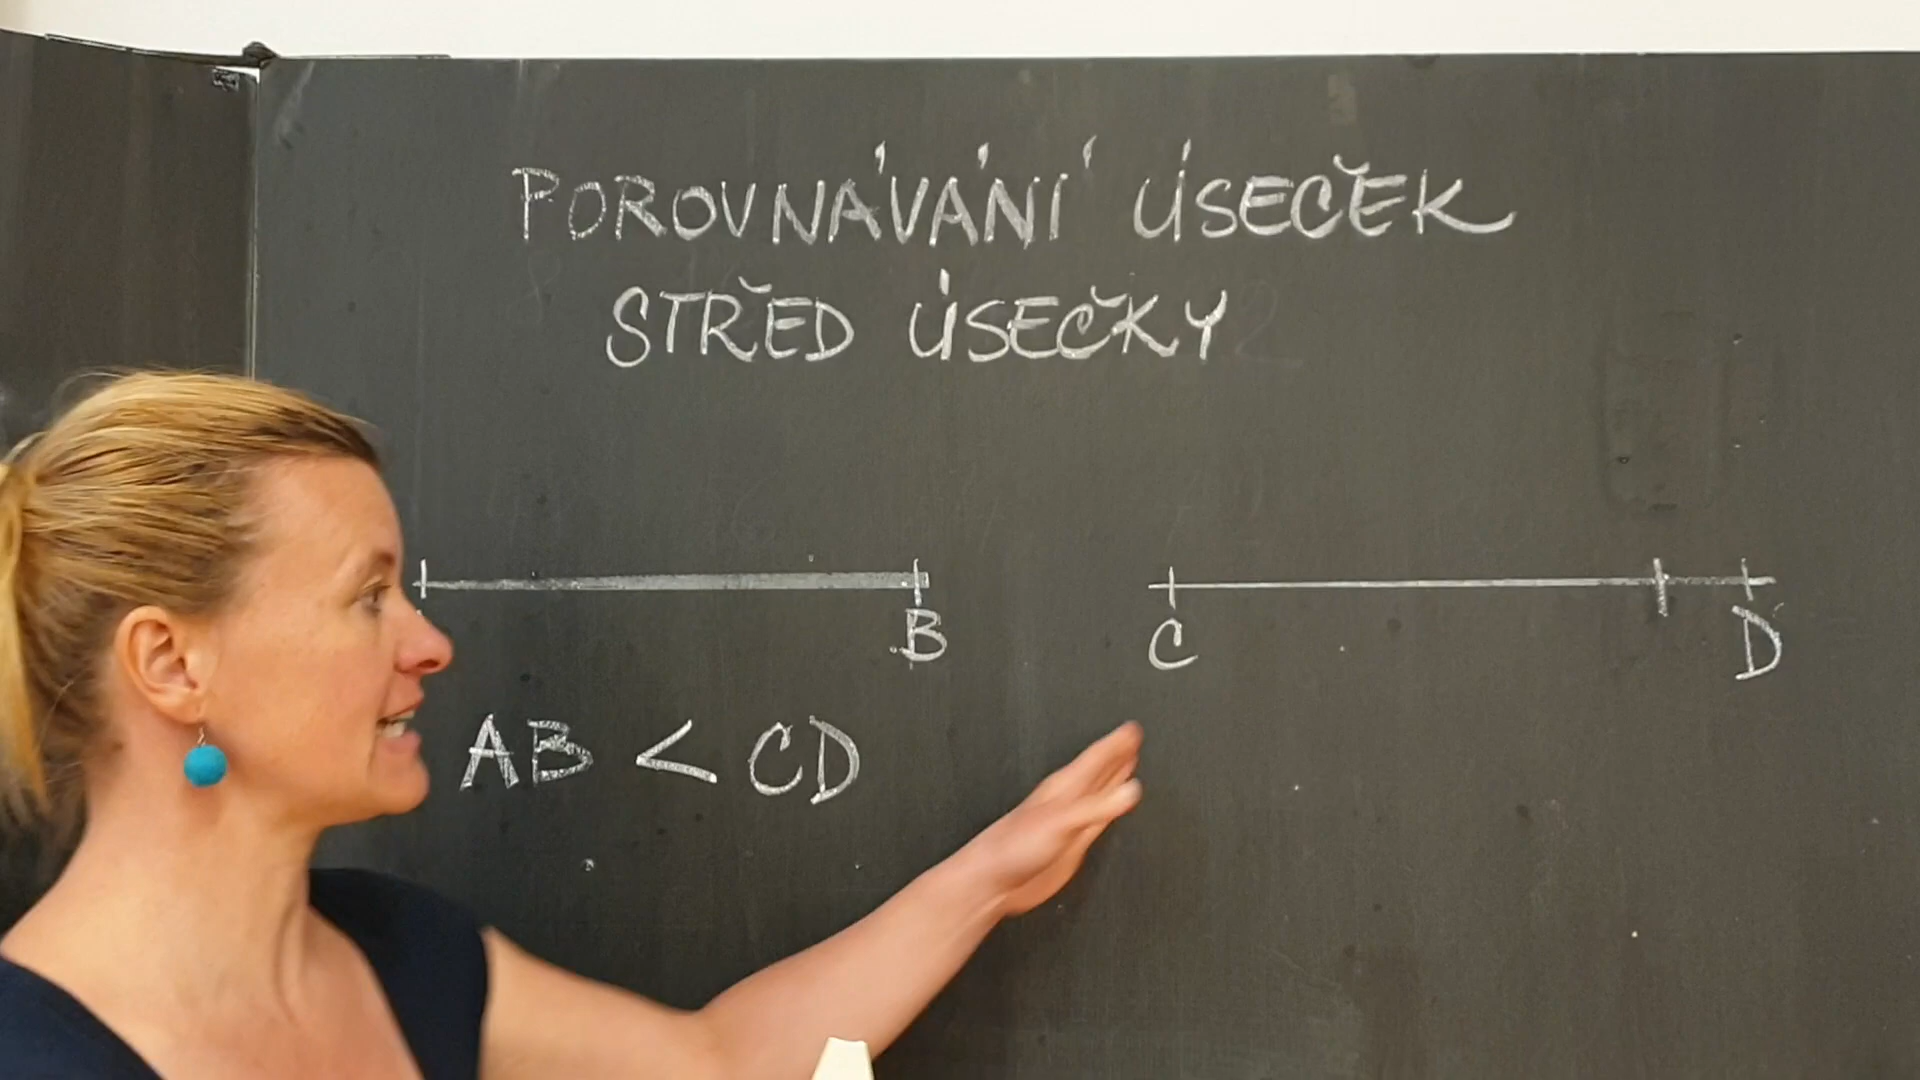 POROVNÁVÁNÍ ÚSEČEK
STŘED ÚSEČKY
B
C
D
AB < CD